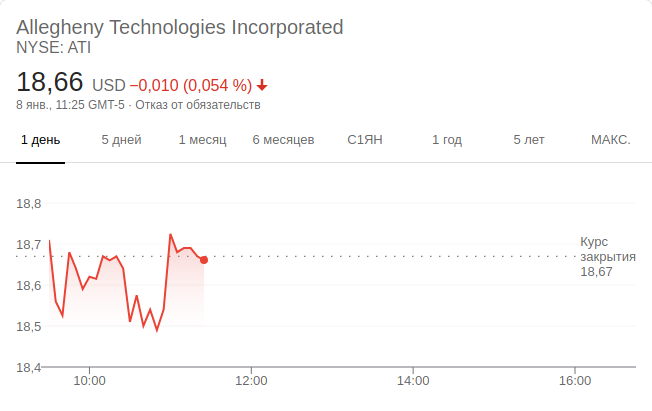 Allegheny Technologies Incorporated
NYSE: ATI
18,66 USD −0,010 (0,054 %)
8 янв., 11:25 GMT-5 · Отказ от обязательств
1 день 5 дней 1 месяц 6 месяцев С1ЯН 1 год 5 лет МАКС.
18,8
18,7
18,6
18,5
18,4
Курс
закрытия
18,67
10:00 12:00 14:00 16:00